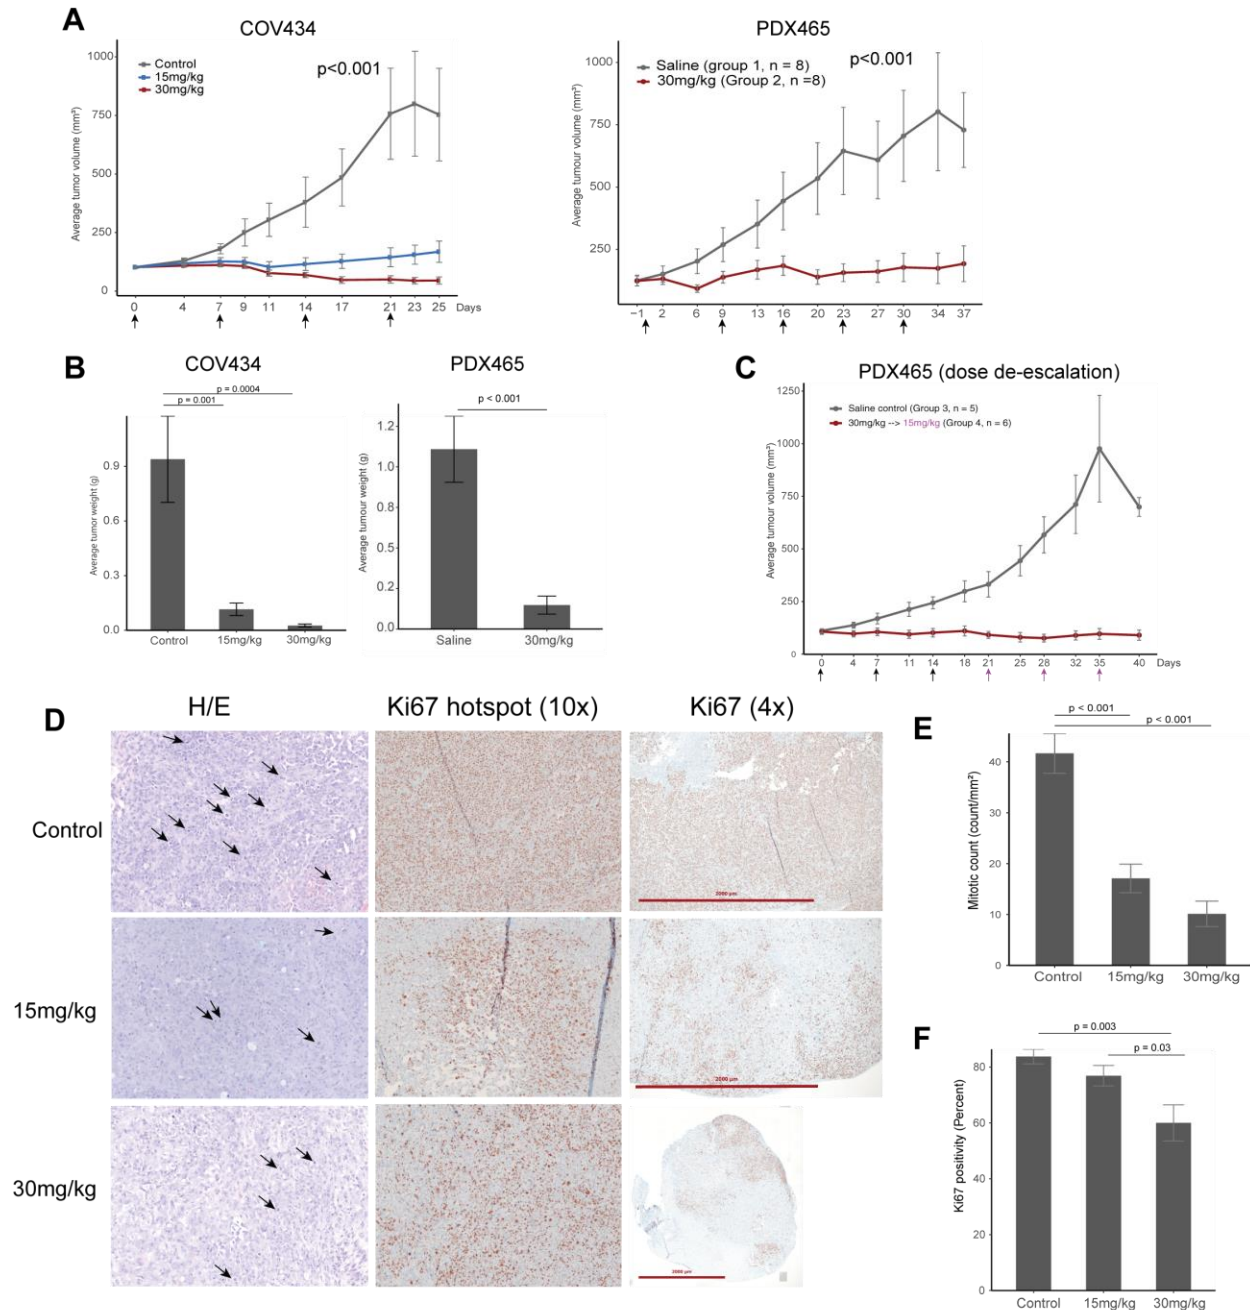 A
COV434
Control
15mg/kg
30mg/kg
p<0.001
Average tumor volume (mm³)
1000
750
500
250
0
0 4 7 9 11 14 17 21 23 25 Days
PDX465
Saline (group 1, n = 8)
30mg/kg (Group 2, n =8)
p<0.001
Average tumour volume (mm³)
1000
750
500
250
−1 2 6 9 13 16 20 23 27 30 34 37
B
COV434
p = 0.0004
p = 0.001
Average tumor weight (g)
0.9
0.6
0.3
0.0
Control 15mg/kg 30mg/kg
PDX465
p < 0.001
Average tumour weight (g)
1.2
1.0
0.5
0.2
0.0
Saline 30mg/kg
C
PDX465 (dose de-escalation)
Saline control (Group 3, n = 5)
30mg/kg --> 15mg/kg (Group 4, n = 6)
Average tumour volume (mm³)
1250
1000
750
500
250
0
0 4 7 11 14 18 21 25 28 32 35 40 Days
D
H/E Ki67 hotspot (10x) Ki67 (4x)
Control
2000 µm
15mg/kg
2000 µm
30mg/kg
2000 µm
E
p < 0.001
p < 0.001
Mitotic count (count/mm²)
40
30
20
10
0
Control 15mg/kg 30mg/kg
F
p = 0.003
p = 0.03
Ki67 positivity (Percent)
80
60
40
20
0
Control 15mg/kg 30mg/kg